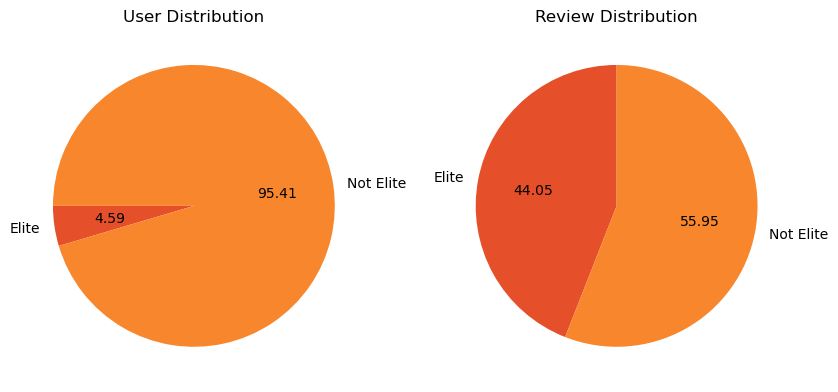 User Distribution
95.41
Not Elite
4.59
Elite
Review Distribution
Elite
44.05
55.95
Not Elite